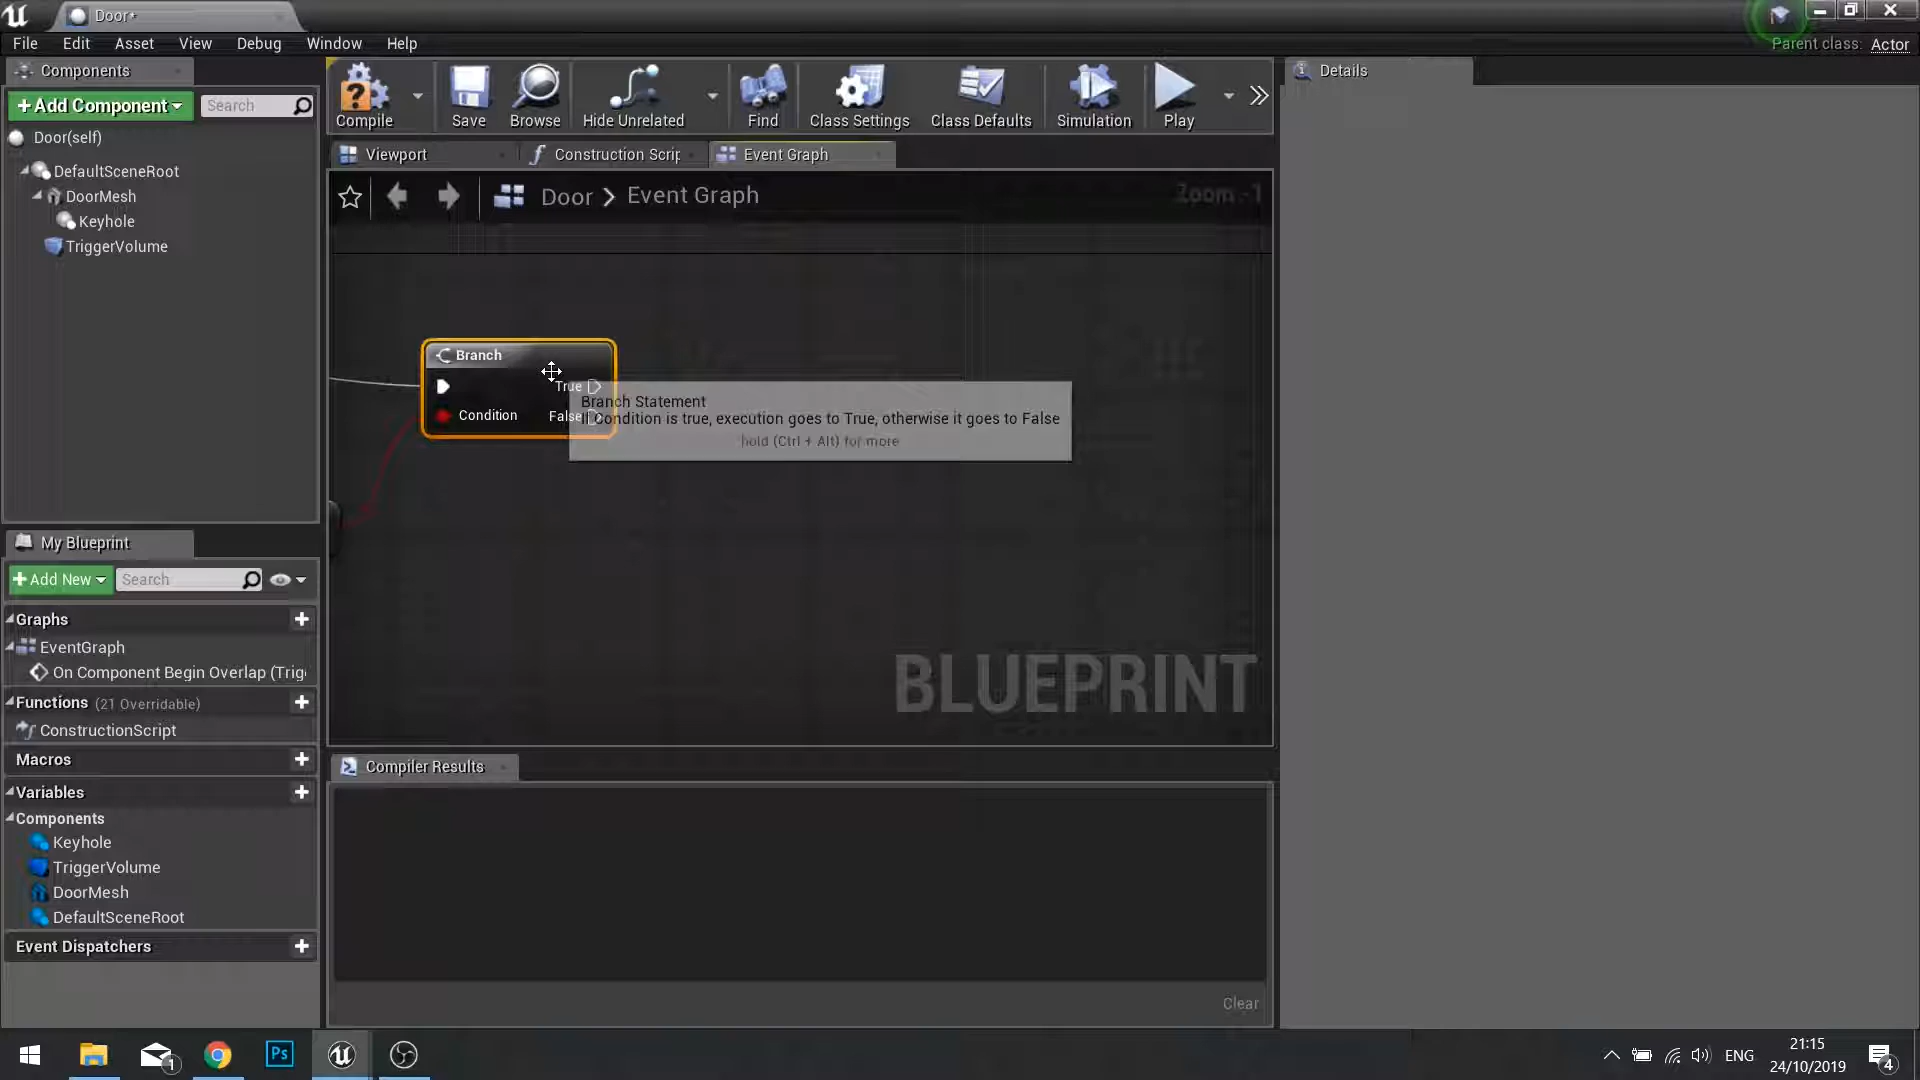 Door*
File Edit Asset View Debug Window Help
Parent class: Actor
Components
+Add Component
Search
Door(self)
DefaultSceneRoot
DoorMesh
Keyhole
TriggerVolume
Compile
Save
Browse
Hide Unrelated
Find
Class Settings
Class Defaults
Simulation
Play
Details
Viewport
Construction Scrip
Event Graph
Door > Event Graph
Zoom -1
Branch
True
Condition
False
Branch Statement
Condition is true, execution goes to True, otherwise it goes to False
hold (Ctrl + Alt) for more
BLUEPRINT
My Blueprint
+Add New
Search
Graphs
EventGraph
On Component Begin Overlap (Trig
Functions (21 Overridable)
ConstructionScript
Macros
Variables
Components
Keyhole
TriggerVolume
DoorMesh
DefaultSceneRoot
Event Dispatchers
Compiler Results
Clear
1
Ps
ENG
21:15
24/10/2019
4